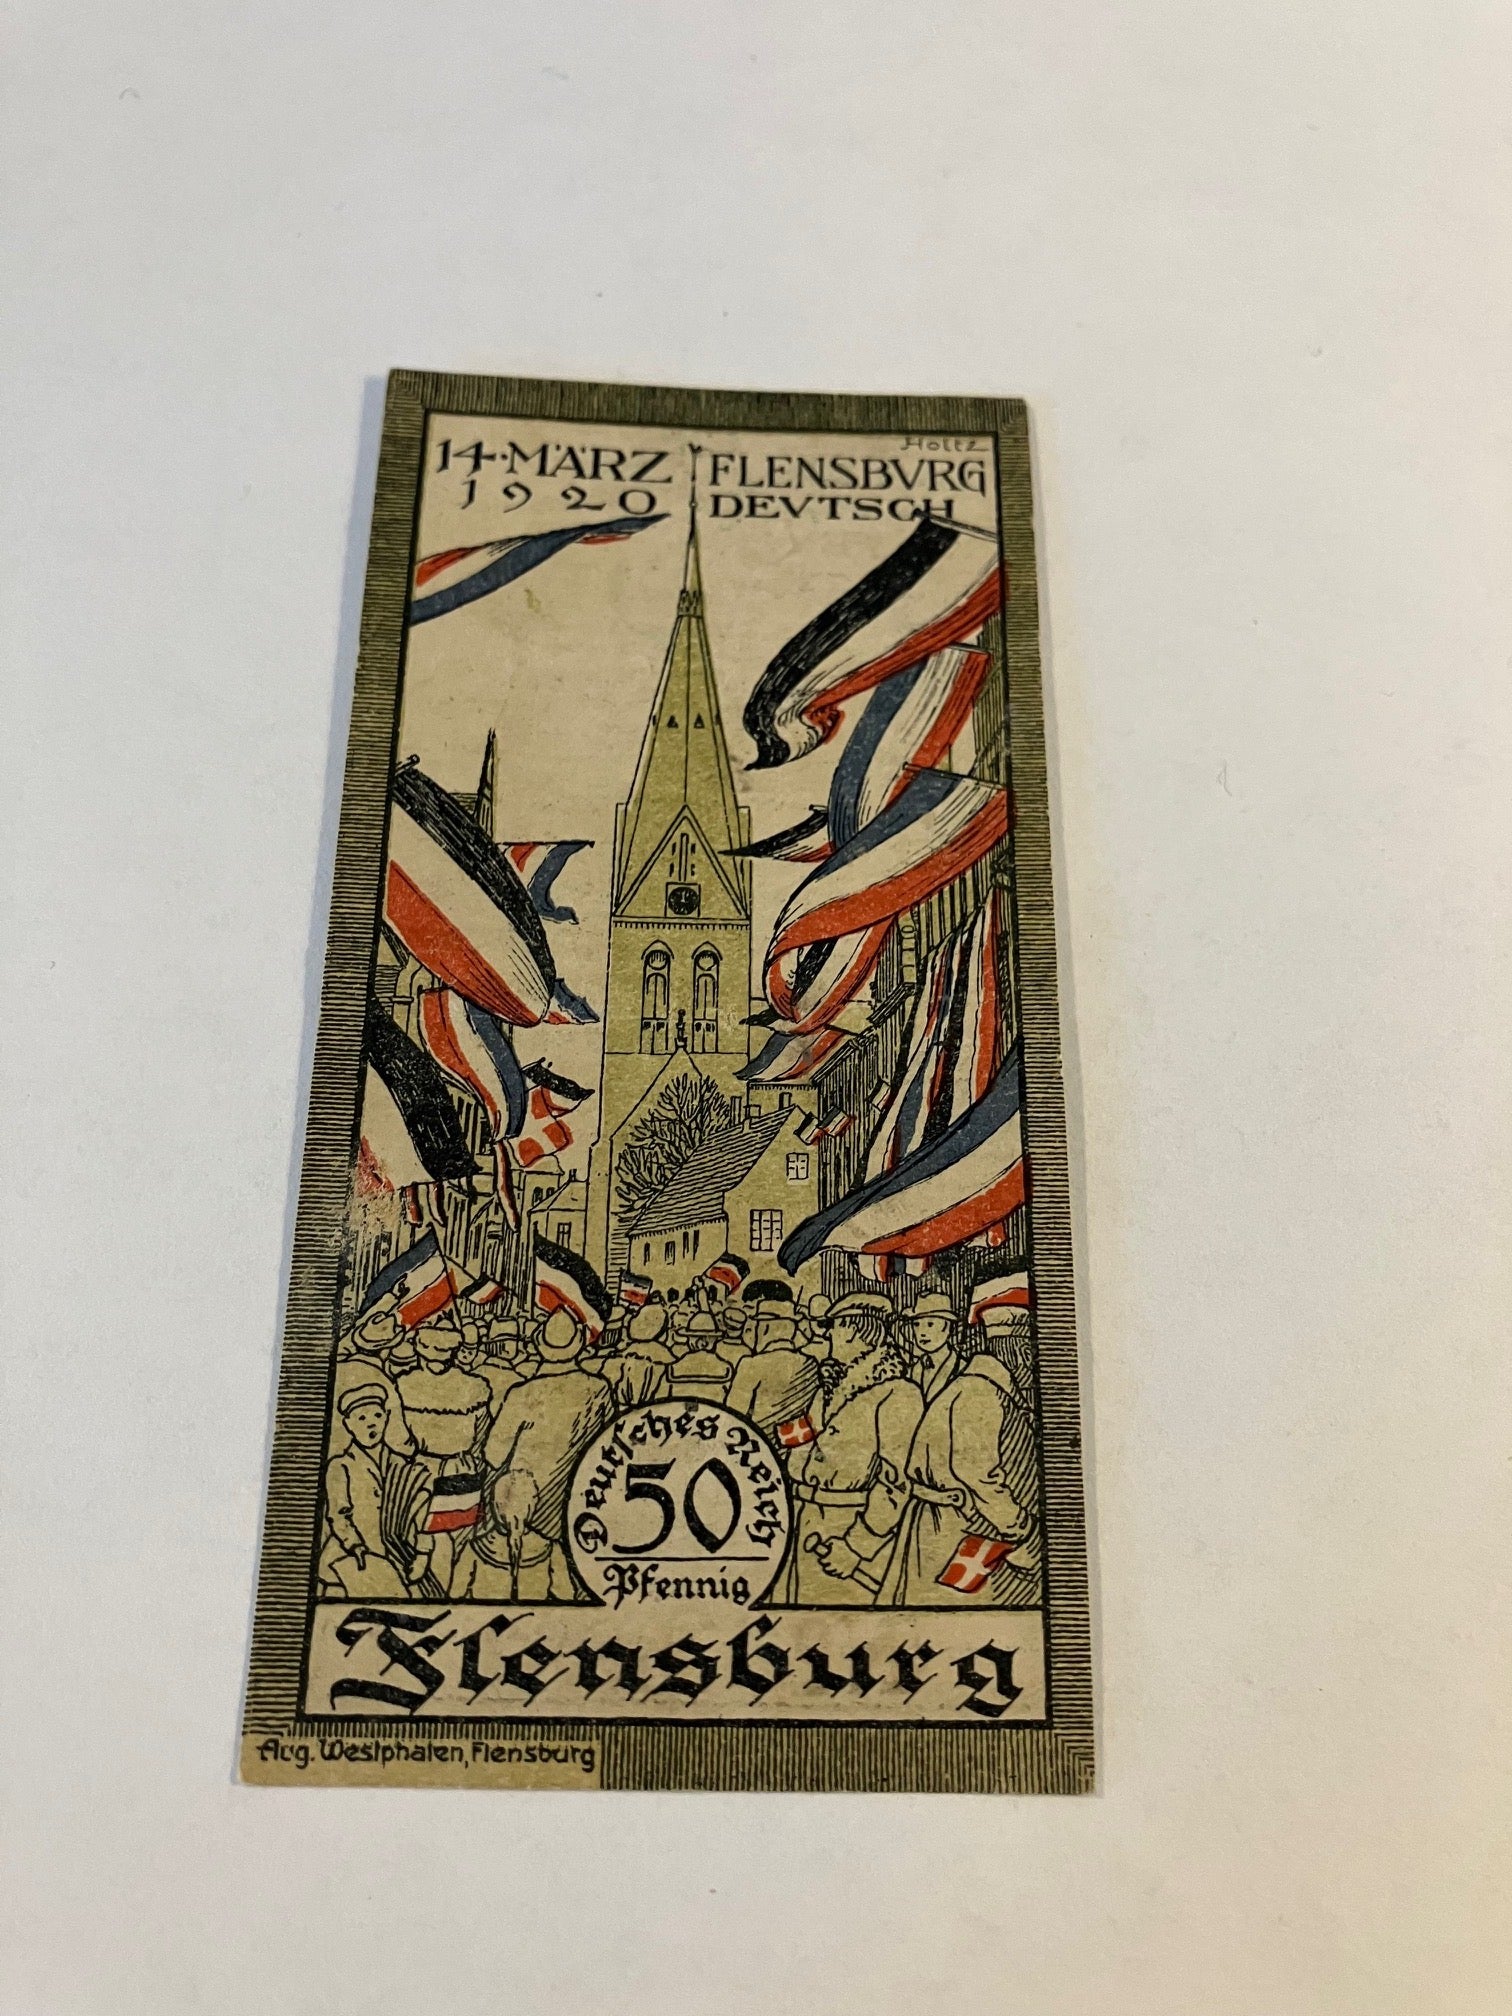 Holtz
14·MÄRZ FLENSBVRG
1920 DEVTSCH
Deutsches Reich
50
Pfennig
Flensburg
Aug. Westphalen, Flensburg